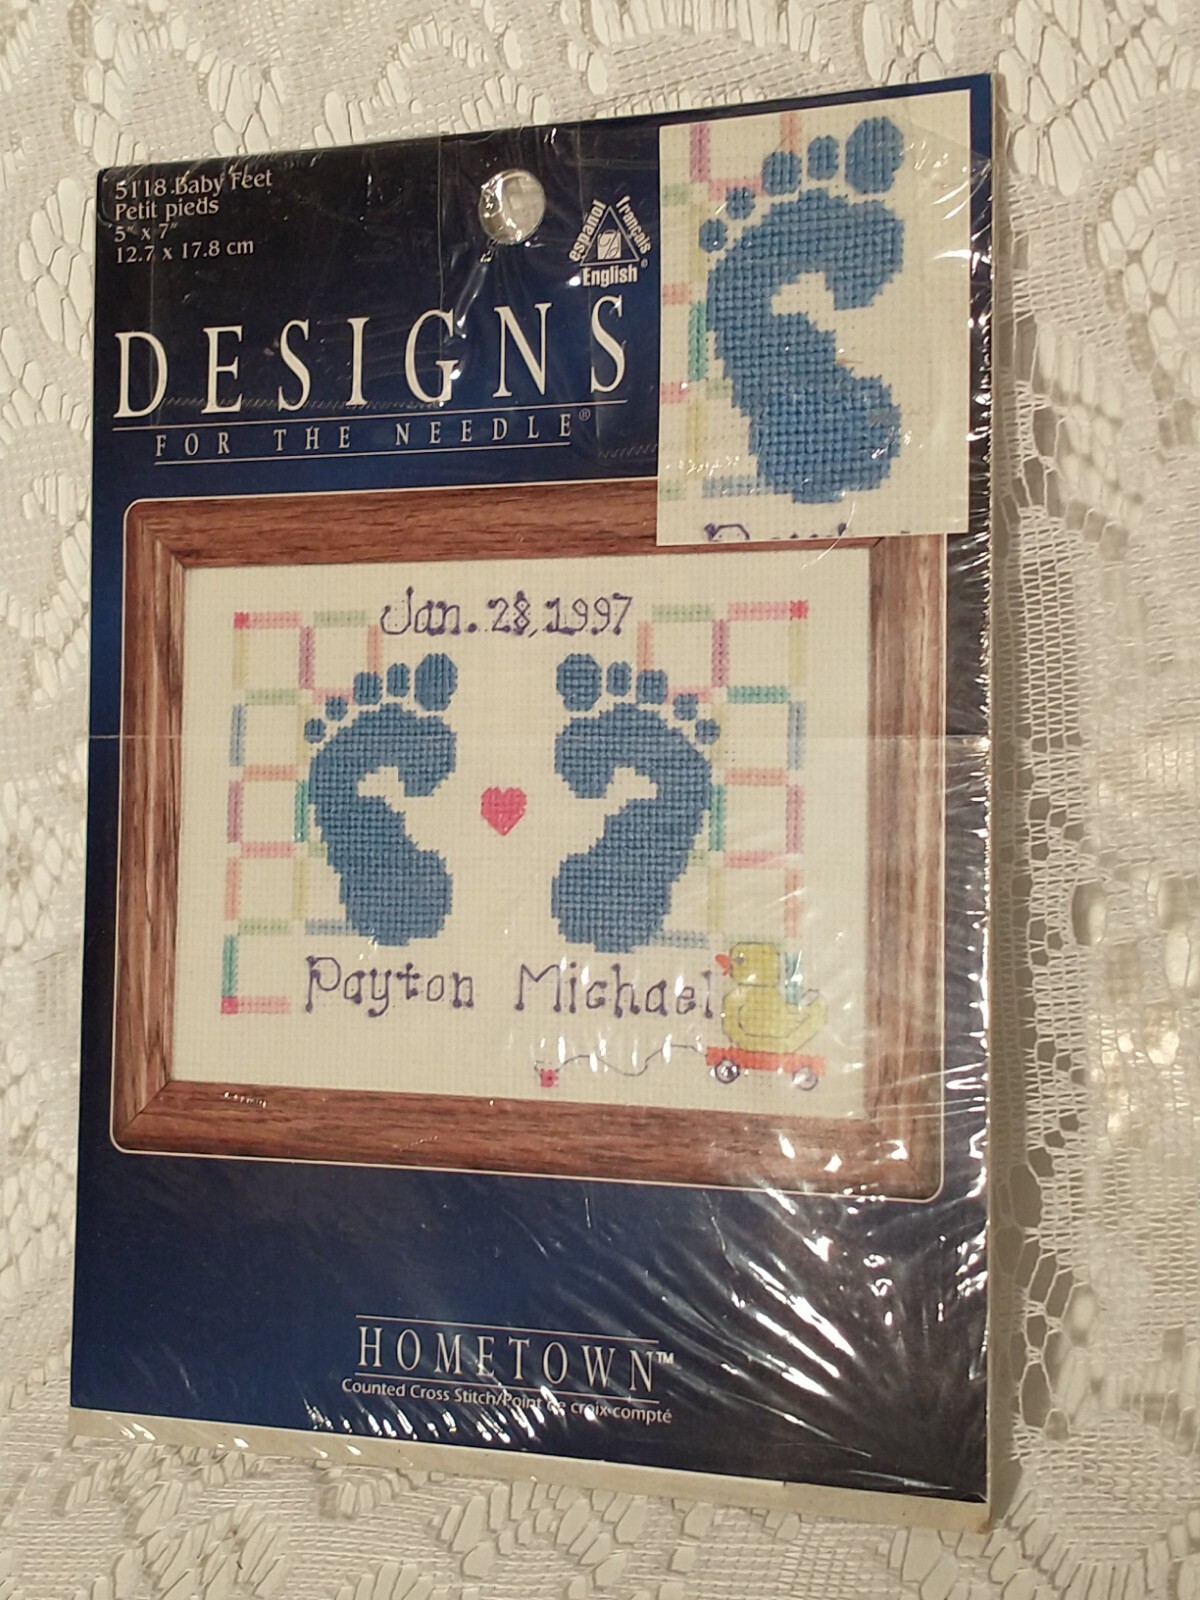 5118 Baby Feet
Petit pieds
5" x 7"
12.7 x 17.8 cm
español
français
English
©
DESIGNS
FOR THE NEEDLE®
Jan. 28, 1997
Payton Michael
HOMETOWN™
Counted Cross Stitch/Point de croix compté